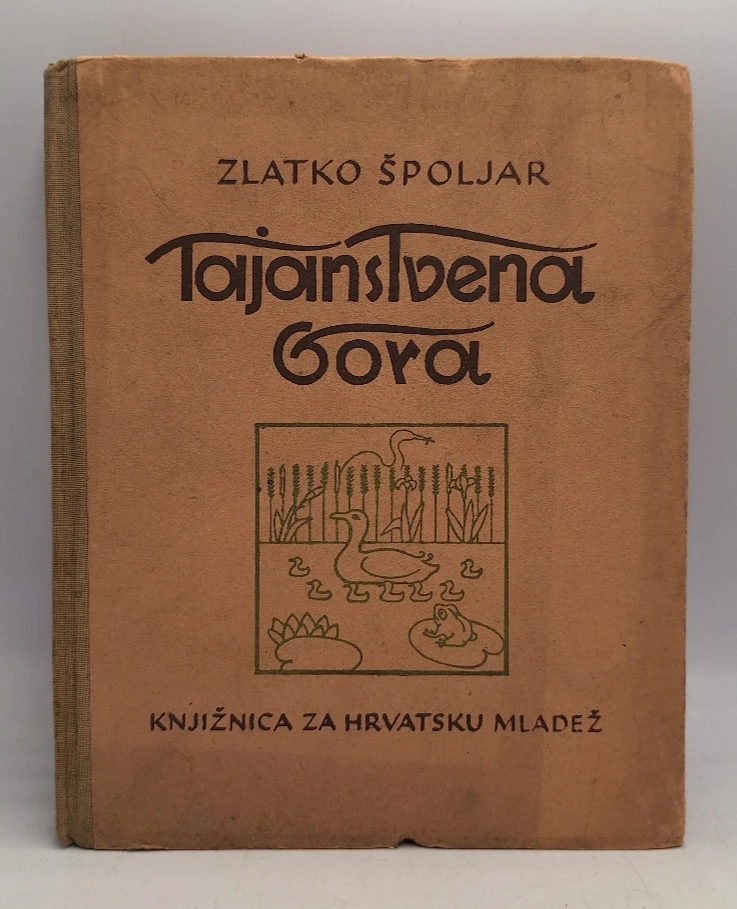 ZLATKO ŠPOLJAR
Tajanstvena
Gora
KNJIŽNICA ZA HRVATSKU MLADEŽ